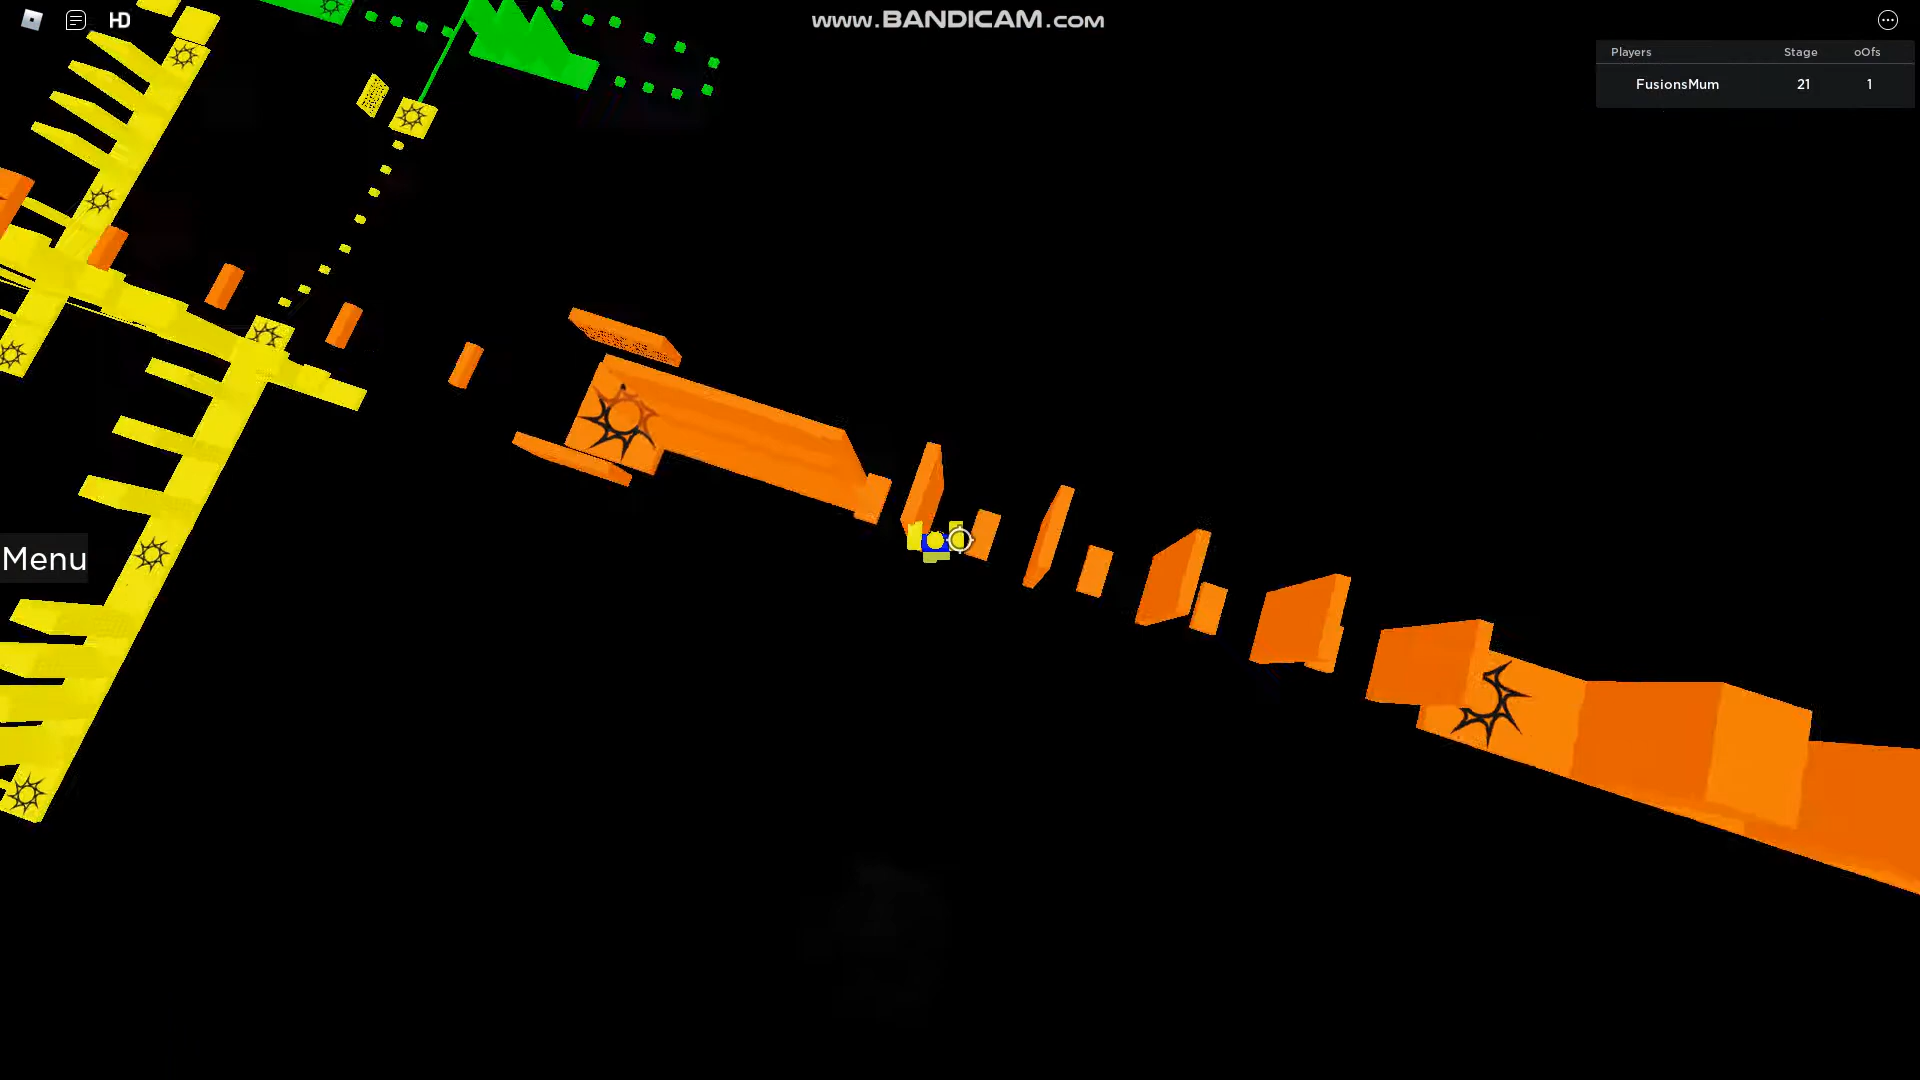 HD
www.BANDICAM.com
Players Stage oOfs
FusionsMum 21 1
Menu